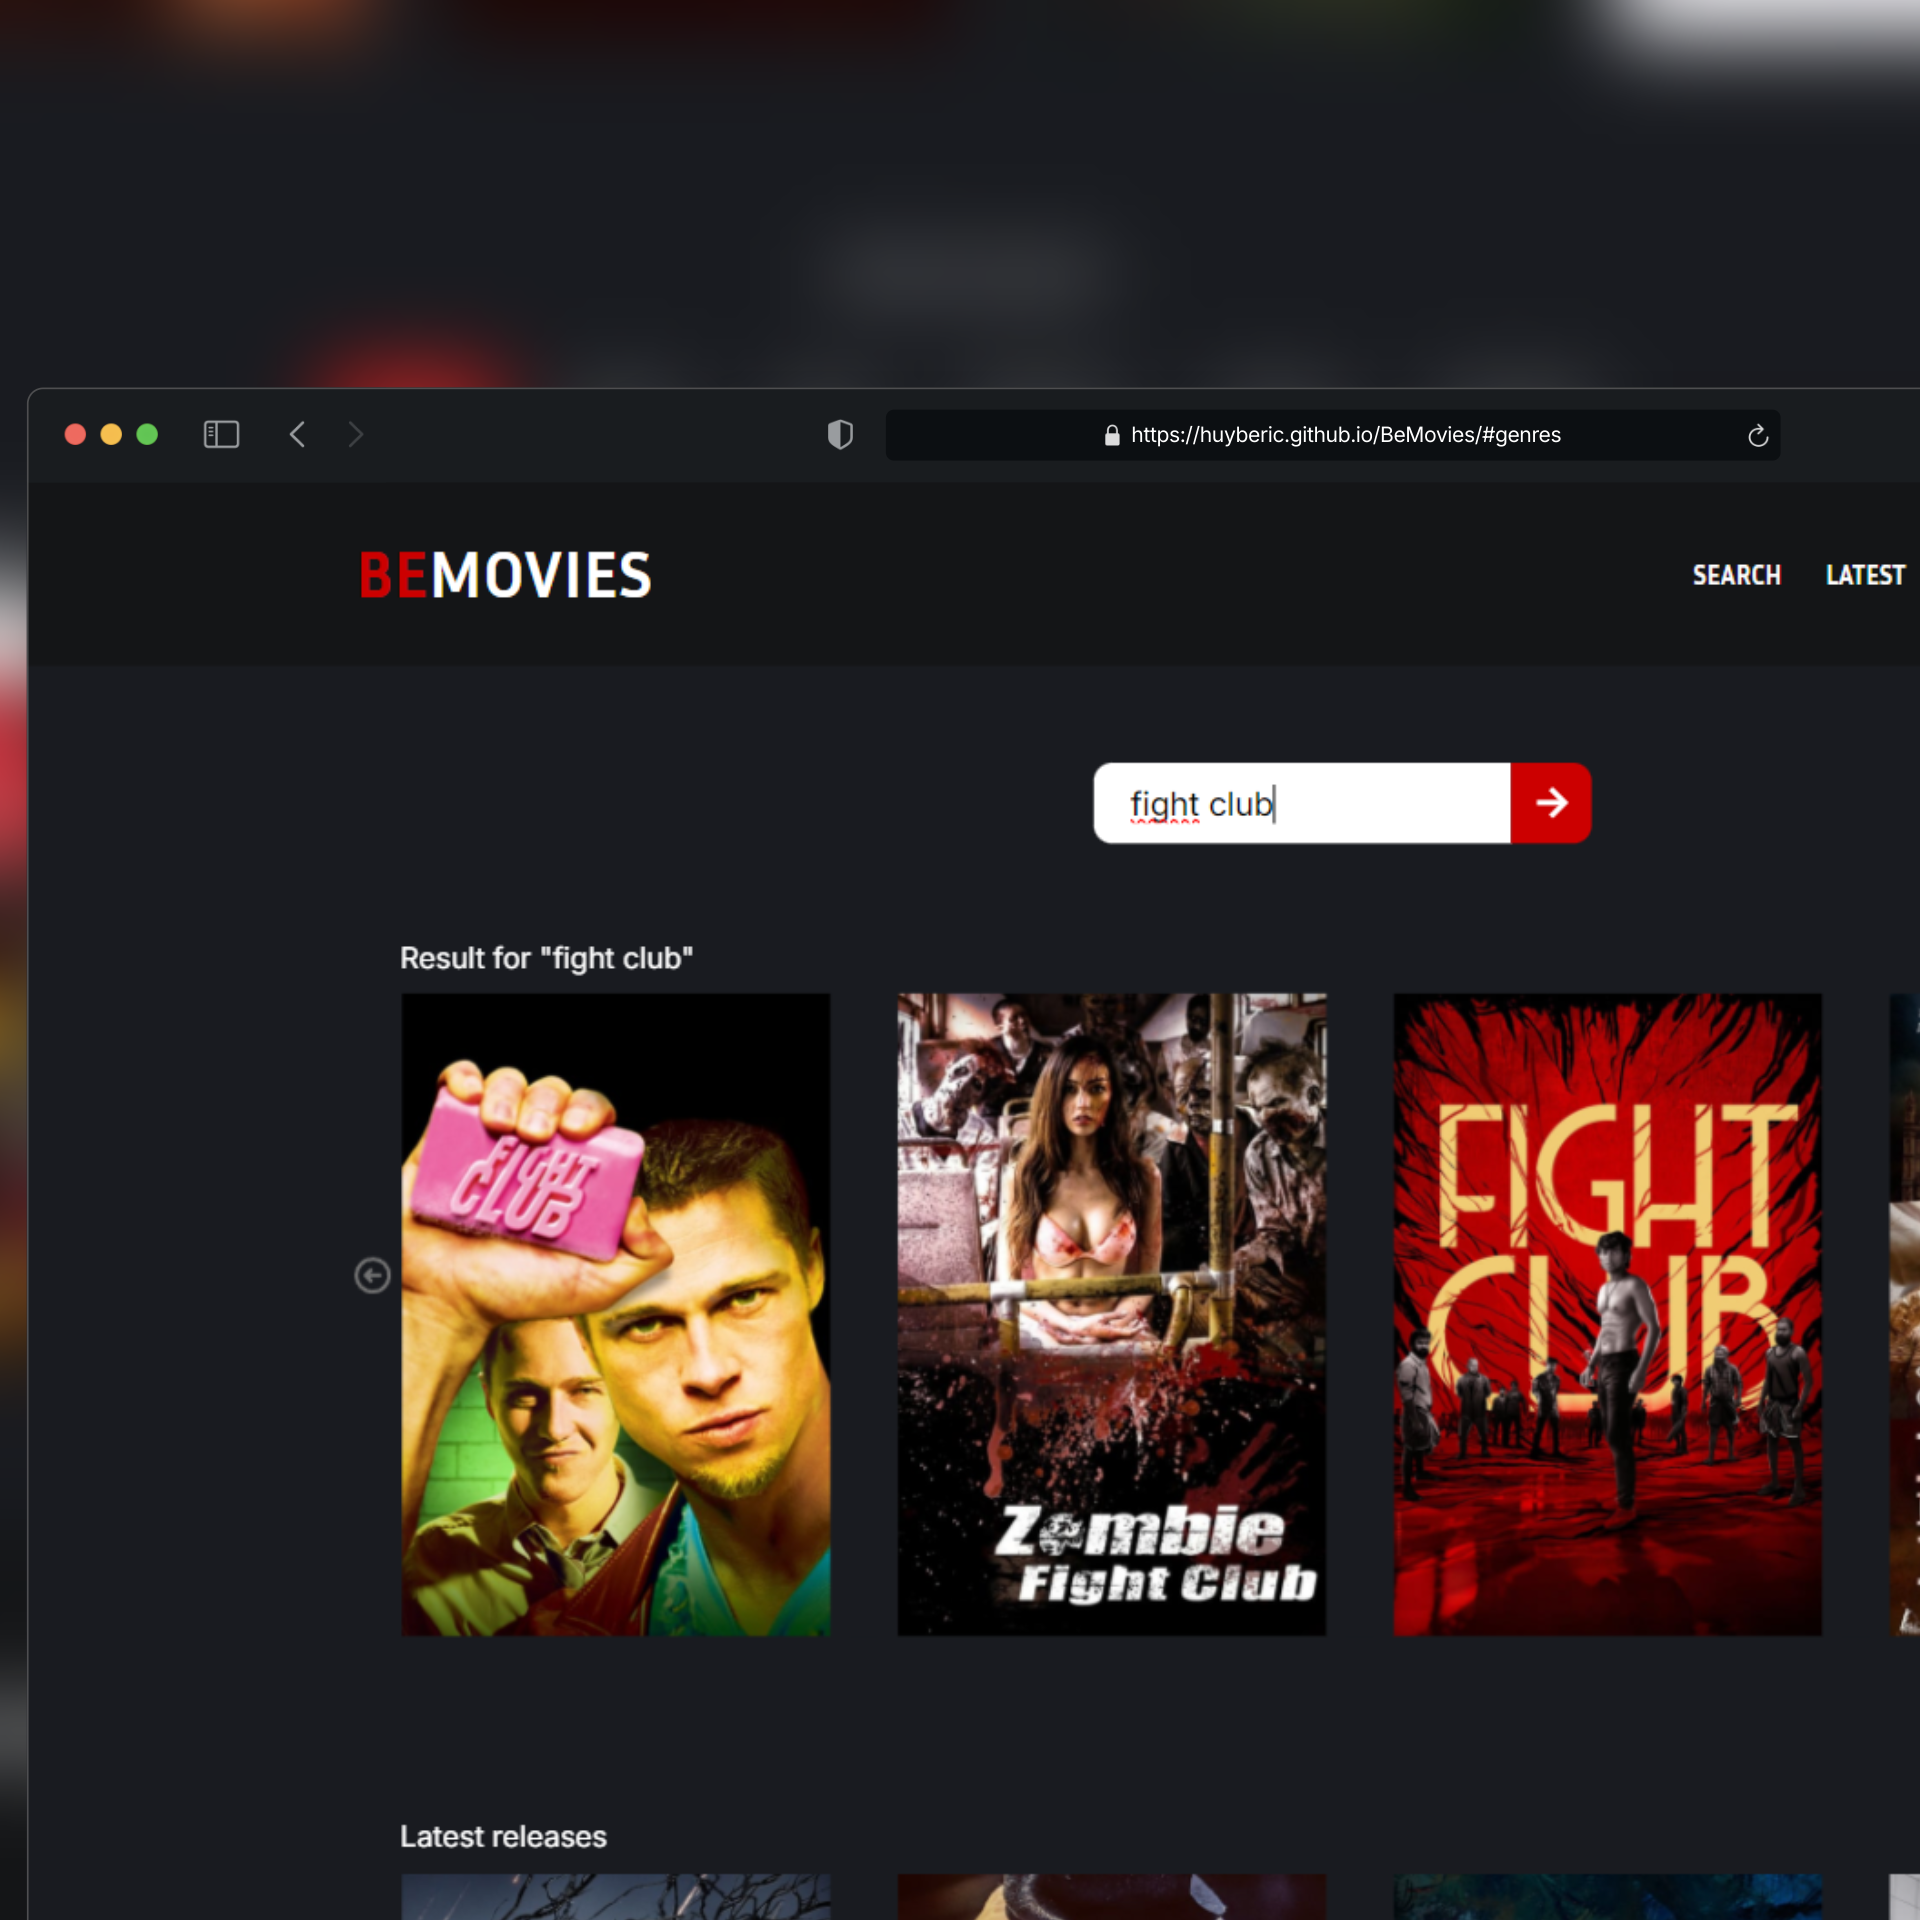 https://huyberic.github.io/BeMovies/#genres
BEMOVIES
SEARCH LATEST
fight club
Result for "fight club"
FIGHT
CLUB
Zombie
Fight Club
FIGHT
CLUB
Latest releases